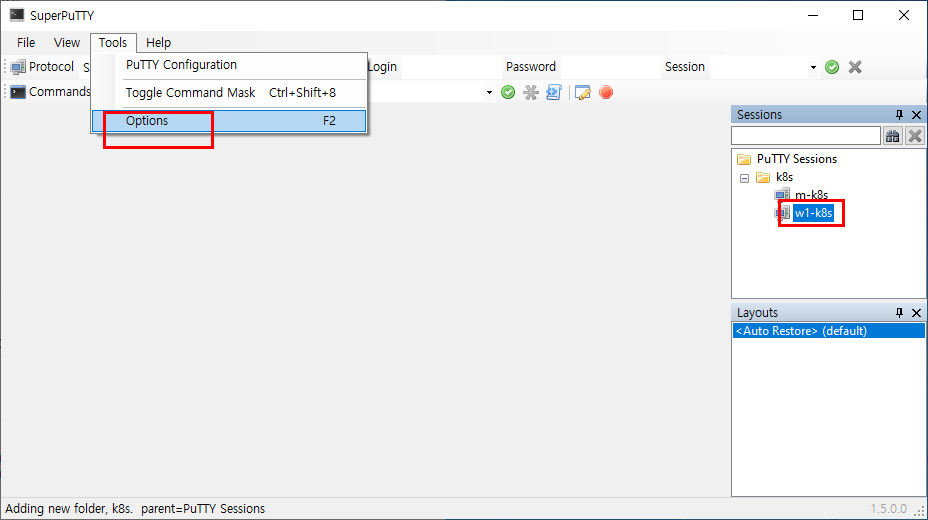 SuperPuTTY
File View Tools Help
Protocol S Login Password Session
PuTTY Configuration
Commands
Toggle Command Mask Ctrl+Shift+8
Options F2
Sessions
PuTTY Sessions
k8s
m-k8s
w1-k8s
Layouts
<Auto Restore> (default)
Adding new folder, k8s. parent=PuTTY Sessions 1.5.0.0